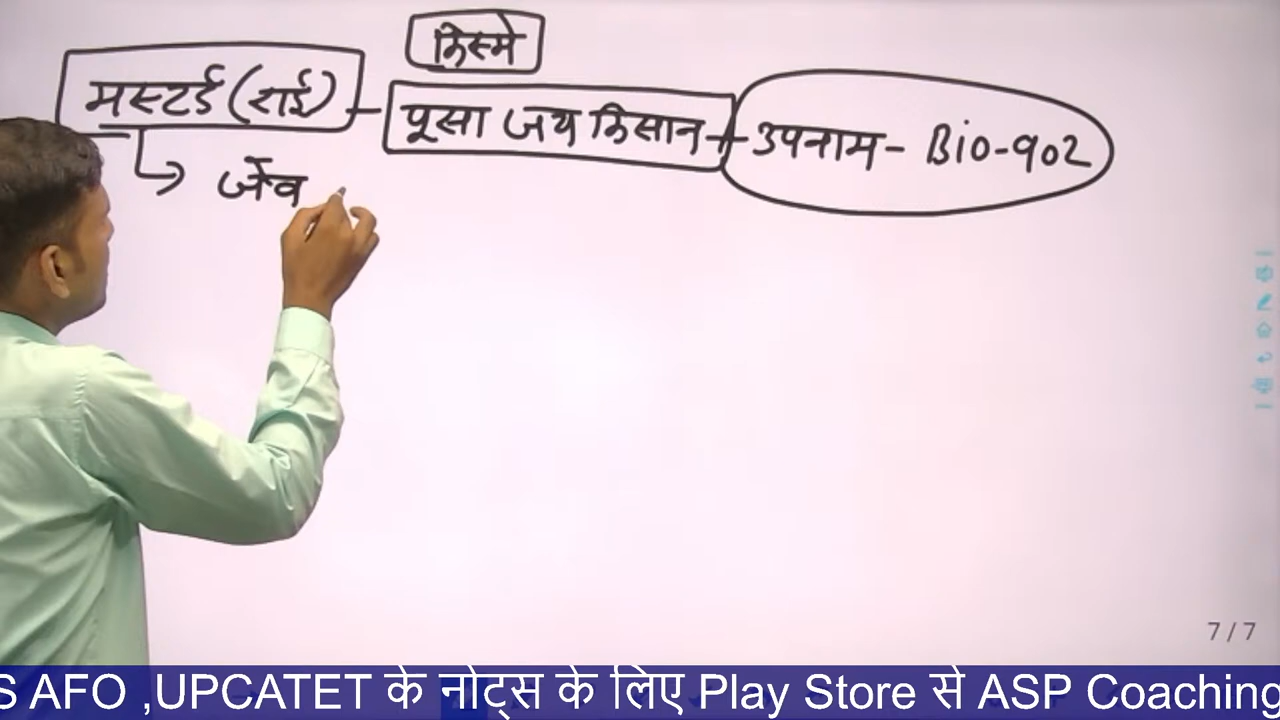 किस्मे
मस्टर्ड (राई) - पूसा जय किसान - उपनाम - Bio-902
→ जैव
7 / 7
S AFO ,UPCATET के नोट्स के लिए Play Store से ASP Coaching